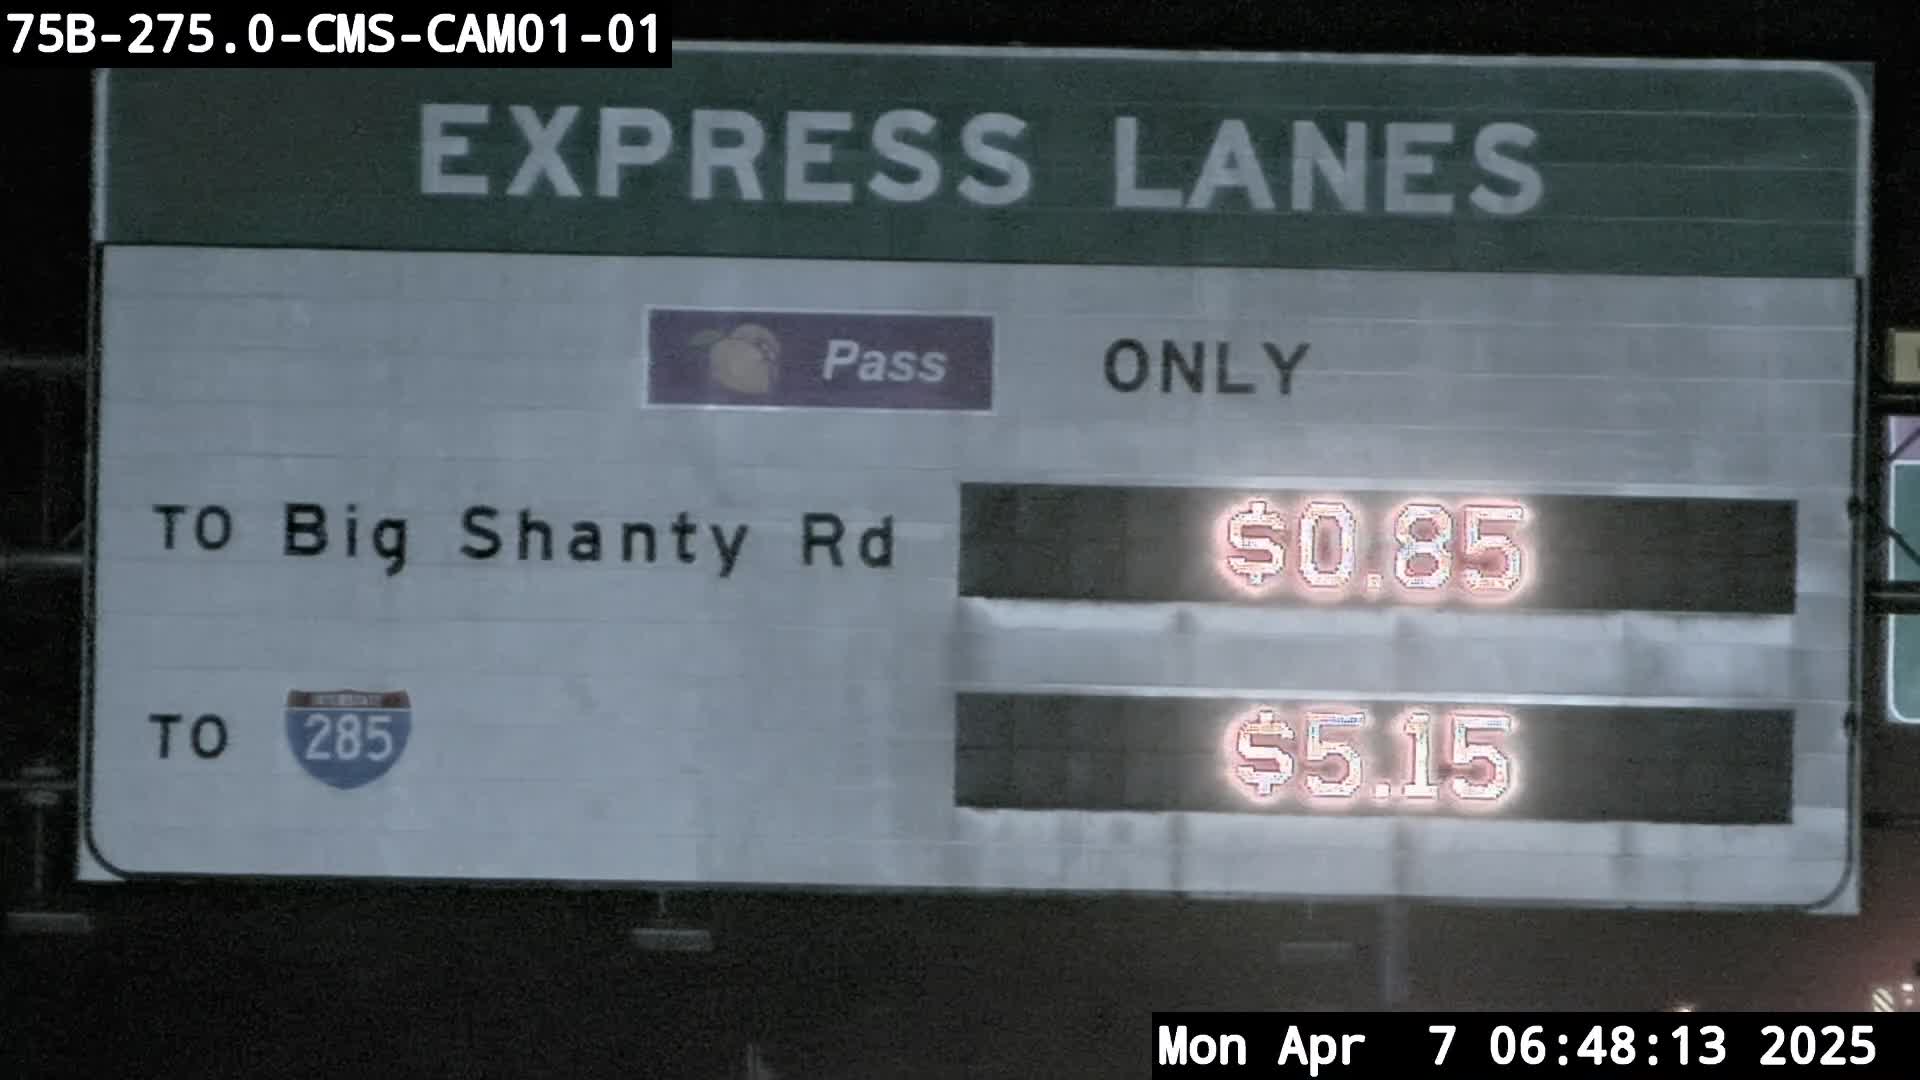 75B-275.0-CMS-CAM01-01
EXPRESS LANES
Pass ONLY
TO Big Shanty Rd $0.85
TO 285 $5.15
Mon Apr 7 06:48:13 2025